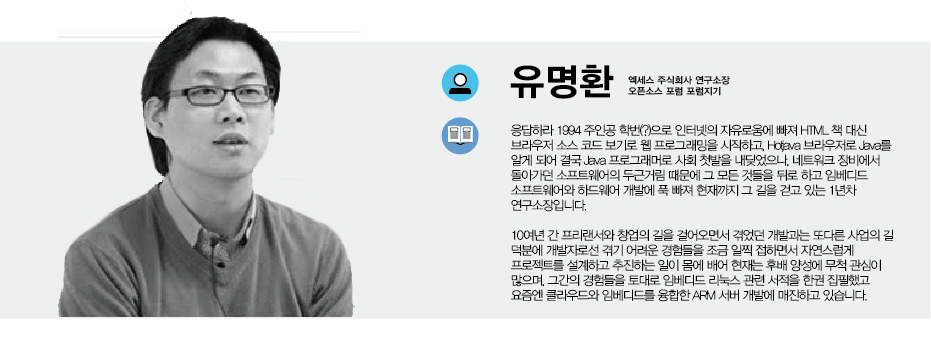 유명환
엑세스 주식회사 연구소장
오픈소스 포럼 포럼지기
응답하라 1994 주인공 학번(?)으로 인터넷의 자유로움에 빠져 HTML 책 대신
브라우저 소스 코드 보기로 웹 프로그래밍을 시작하고, Hotjava 브라우저로 Java를
알게 되어 결국 Java 프로그래머로 사회 첫발을 내딪었으나, 네트워크 장비에서
돌아가던 소프트웨어의 두근거림 때문에 그 모든 것들을 뒤로 하고 임베디드
소프트웨어와 하드웨어 개발에 푹 빠져 현재까지 그 길을 걷고 있는 1년차
연구소장입니다.
10여년 간 프리랜서와 창업의 길을 걸어오면서 겪었던 개발과는 또다른 사업의 길
덕분에 개발자로선 겪기 어려운 경험들을 조금 일찍 접하면서 자연스럽게
프로젝트를 설계하고 추진하는 일이 몸에 배어 현재는 후배 양성에 무척 관심이
많으며, 그간의 경험들을 토대로 임베디드 리눅스 관련 서적을 한권 집필했고
요즘엔 클라우드와 임베디드를 융합한 ARM 서버 개발에 매진하고 있습니다.